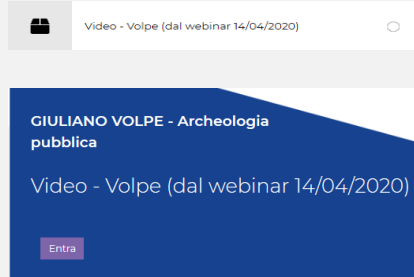 Video - Volpe (dal webinar 14/04/2020)
GIULIANO VOLPE - Archeologia
pubblica
Video - Volpe (dal webinar 14/04/2020)
Entra